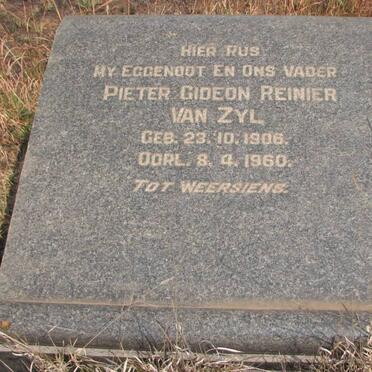 HIER RUS
MY EGGENOOT EN ONS VADER
PIETER GIDEON REINIER
VAN ZYL
GEB. 23.10.1906.
OORL. 8.4.1960.
TOT WEERSIENS.